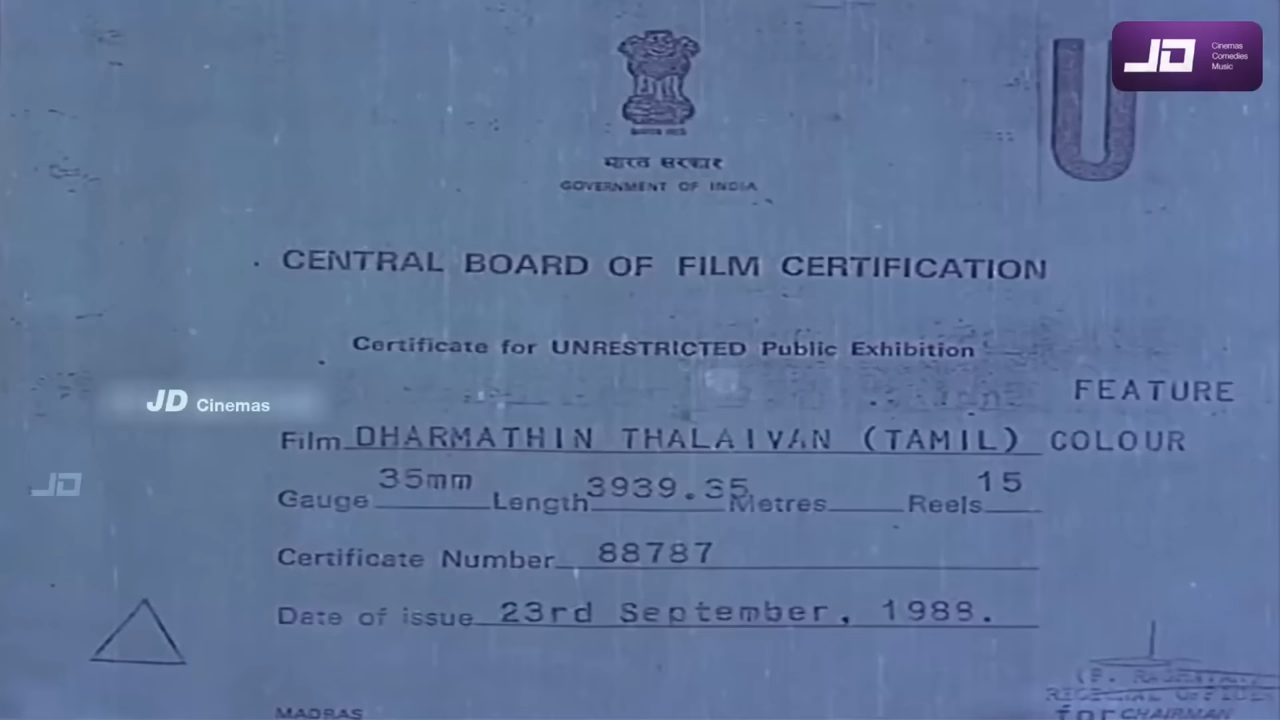 JD Cinemas
Comedies
Music
U
भारत सरकार
GOVERNMENT OF INDIA
CENTRAL BOARD OF FILM CERTIFICATION
Certificate for UNRESTRICTED Public Exhibition
FEATURE
JD Cinemas
Film DHARMATHIN THALAIVAN (TAMIL) COLOUR
JD
Gauge 35mm Length 3939.35 Metres Reels 15
Certificate Number 88787
Date of issue 23rd September, 1988.
MADRAS
for CHAIRMAN